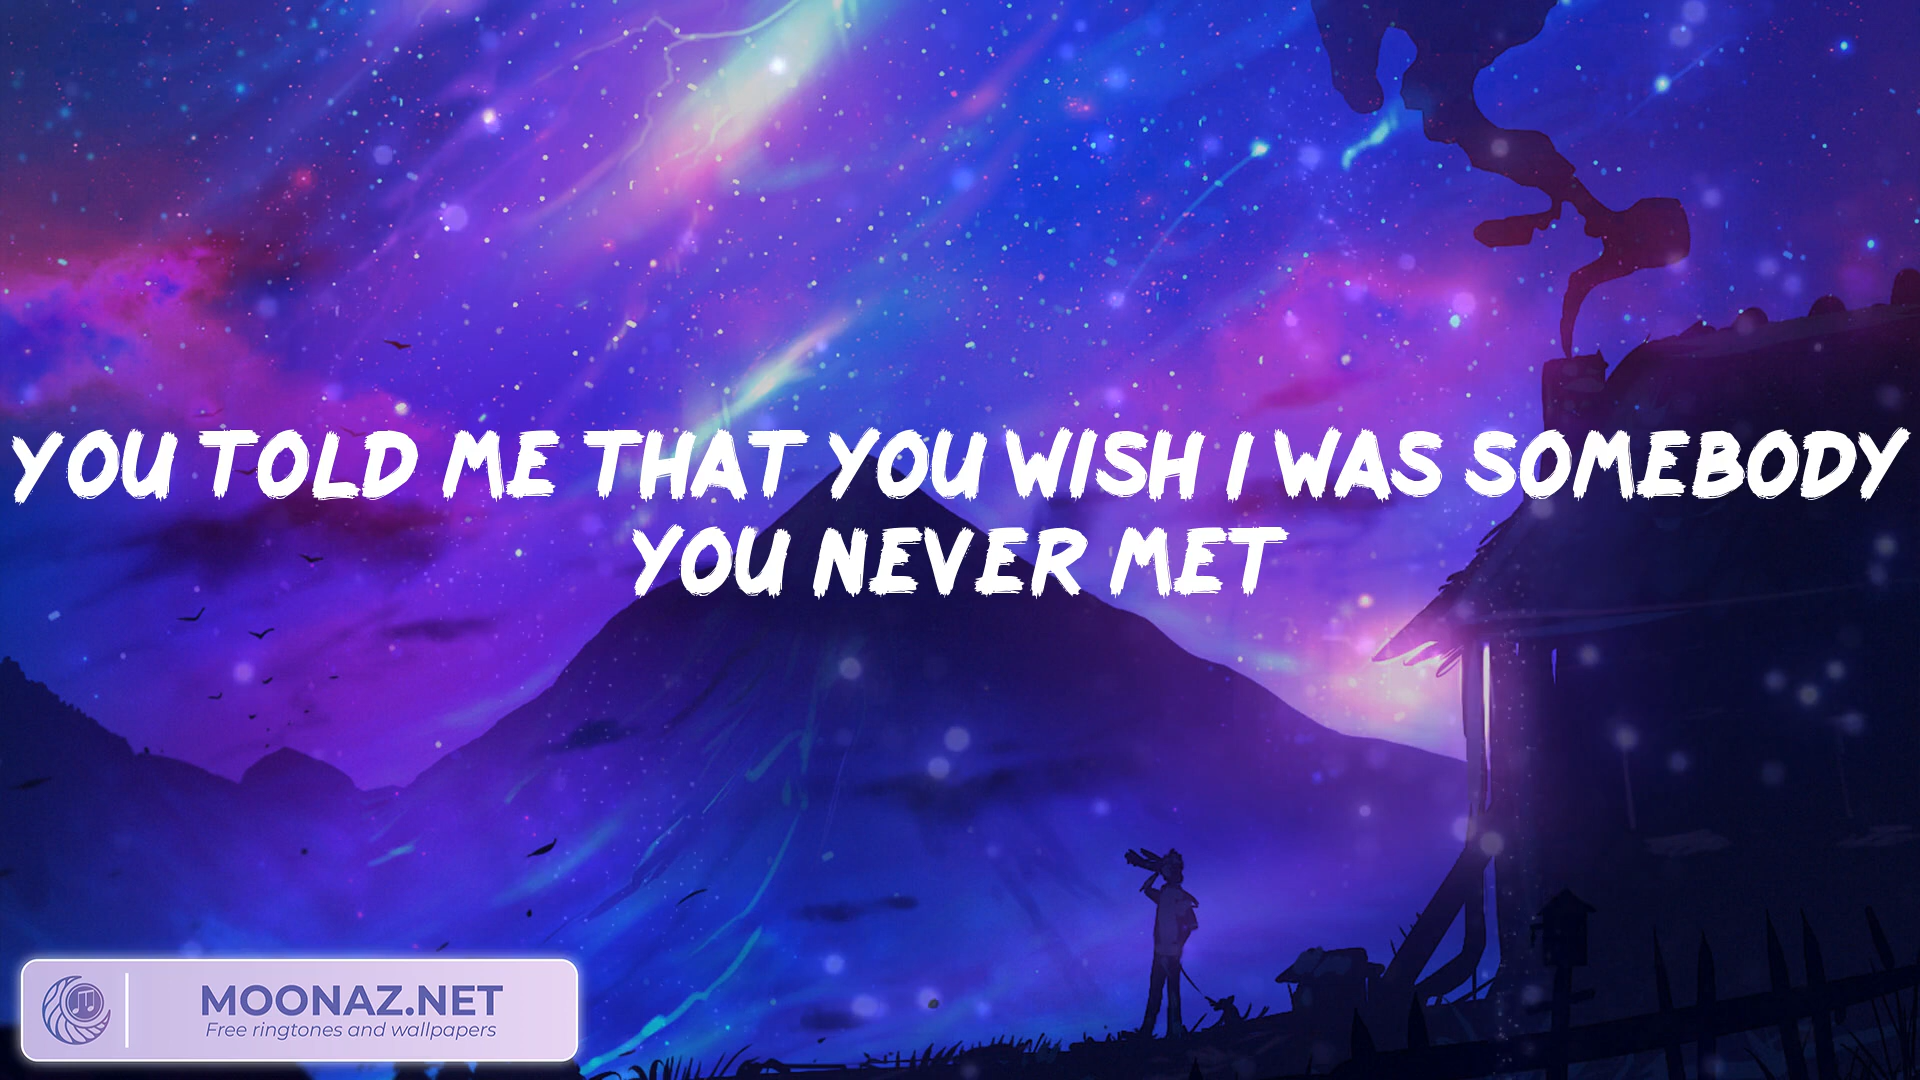 YOU TOLD ME THAT YOU WISH I WAS SOMEBODY
YOU NEVER MET
MOONAZ.NET
Free ringtones and wallpapers